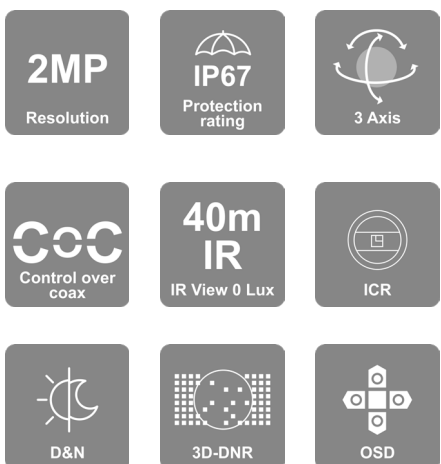 2MP
Resolution
IP67
Protection
rating
3 Axis
CoC
Control over
coax
40m
IR
IR View 0 Lux
ICR
D&N
3D-DNR
OSD